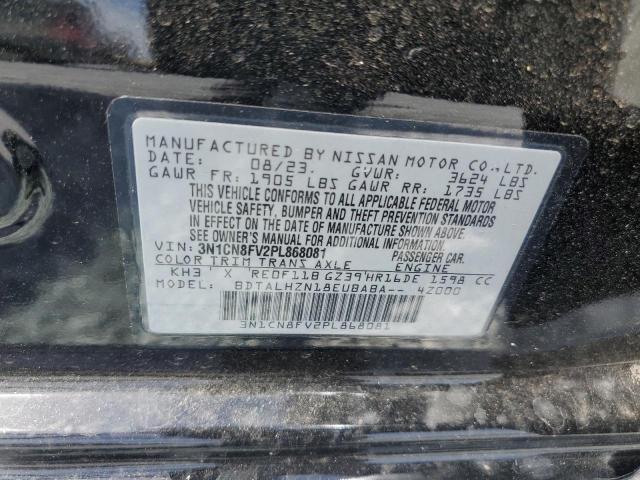 MANUFACTURED BY NISSAN MOTOR CO.,LTD.
DATE: 08/23. GVWR: 3624 LBS
GAWR FR: 1905 LBS GAWR RR: 1735 LBS
THIS VEHICLE CONFORMS TO ALL APPLICABLE FEDERAL MOTOR
VEHICLE SAFETY, BUMPER AND THEFT PREVENTION STANDARDS
IN EFFECT ON THE DATE OF MANUFACTURE SHOWN ABOVE.
SEE OWNER'S MANUAL FOR ADDITIONAL INFORMATION.
VIN: 3N1CN8FV2PL868081 PASSENGER CAR.
COLOR TRIM TRANS AXLE ENGINE
KH3 X RE0F11B GZ39 HR16DE 1598 CC
MODEL: BDTALHZN18EUBABA-- 42000
3N1CN8FV2PL868081